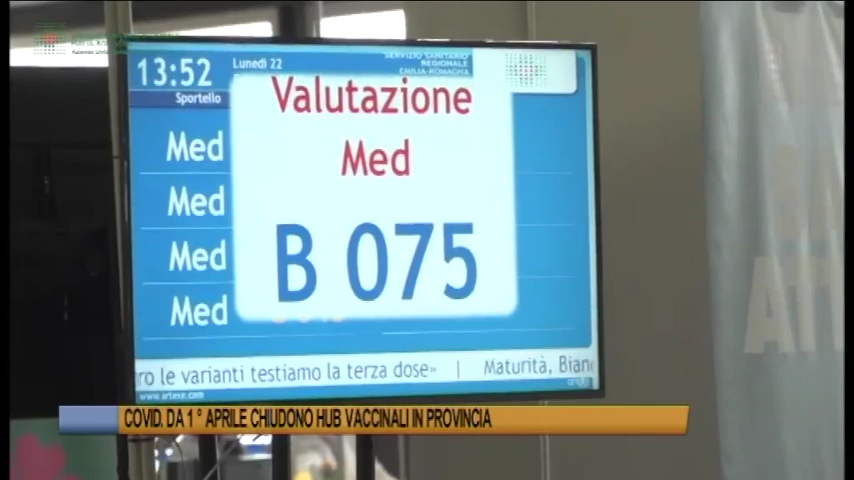 13:52
Lunedì 22
SERVIZIO SANITARIO
REGIONALE
EMILIA-ROMAGNA
Sportello
Valutazione
Med
B 075
Med
Med
Med
Med
ro le varianti testiamo la terza dose» | Maturità, Bian
www.artexe.com
COVID. DA 1° APRILE CHIUDONO HUB VACCINALI IN PROVINCIA